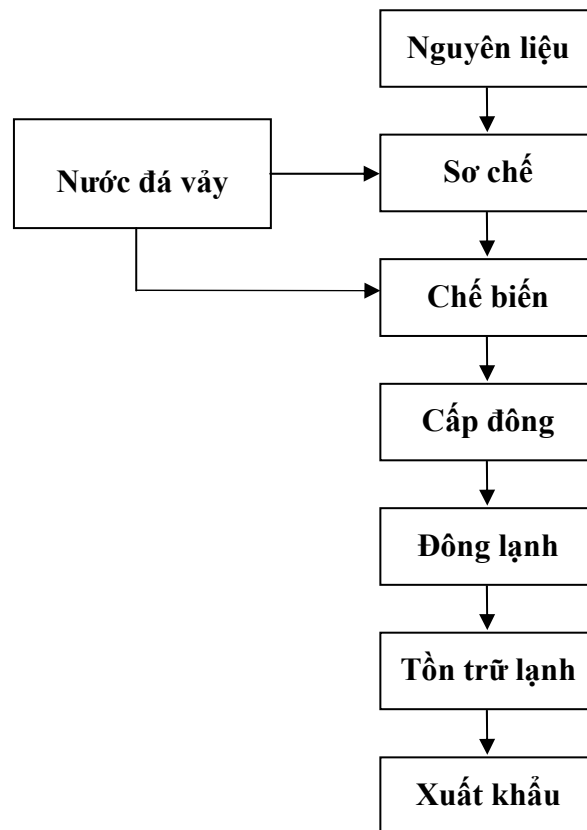 Nguyên liệu
Nước đá vảy
Sơ chế
Chế biến
Cấp đông
Đông lạnh
Tồn trữ lạnh
Xuất khẩu